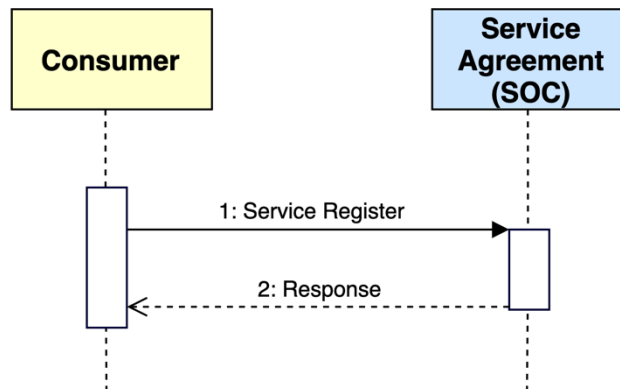 Consumer
Service
Agreement
(SOC)
1: Service Register
2: Response